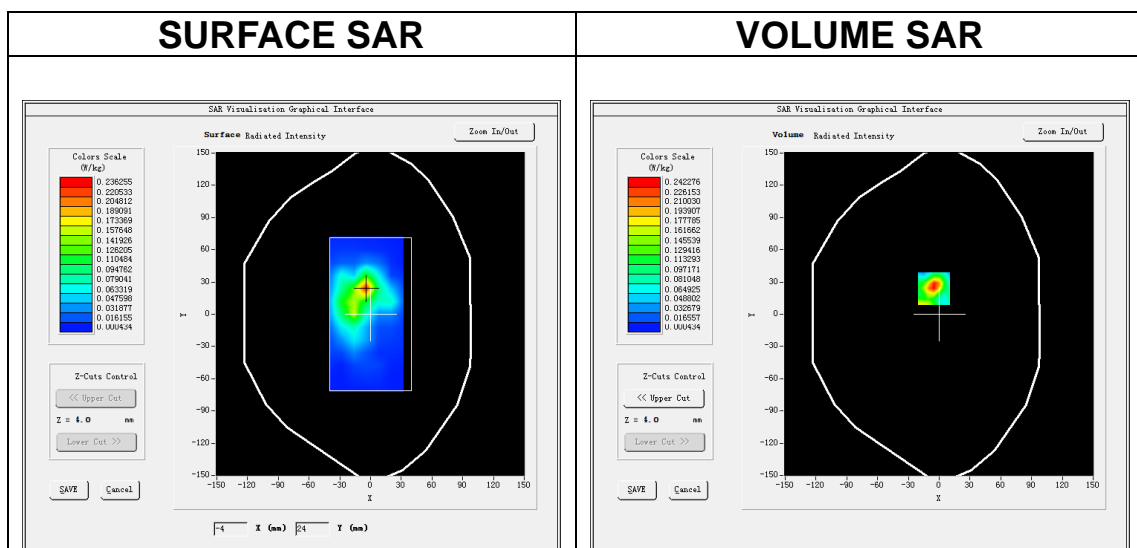 SURFACE SAR
VOLUME SAR
SAR Visualisation Graphical Interface
Surface Radiated Intensity
Zoom In/Out
Colors Scale
(W/kg)
0.236255
0.220533
0.204812
0.189091
0.173369
0.157648
0.141926
0.126205
0.110484
0.094762
0.079041
0.063319
0.047598
0.031877
0.016155
0.000434
150
120
90
60
30
0
-30
-60
-90
-120
-150
Y
-150 -120 -90 -60 -30 0 30 60 90 120 150
X
Z-Cuts Control
<< Upper Cut
Z = 4.0 mm
Lower Cut >>
SAVE Cancel
-4 X (mm) 24 Y (mm)
SAR Visualisation Graphical Interface
Volume Radiated Intensity
Zoom In/Out
Colors Scale
(W/kg)
0.242276
0.226153
0.210030
0.193907
0.177785
0.161662
0.145539
0.129416
0.113293
0.097171
0.081048
0.064925
0.048802
0.032679
0.016557
0.000434
150
120
90
60
30
0
-30
-60
-90
-120
-150
Y
-150 -120 -90 -60 -30 0 30 60 90 120 150
X
Z-Cuts Control
<< Upper Cut
Z = 4.0 mm
Lower Cut >>
SAVE Cancel